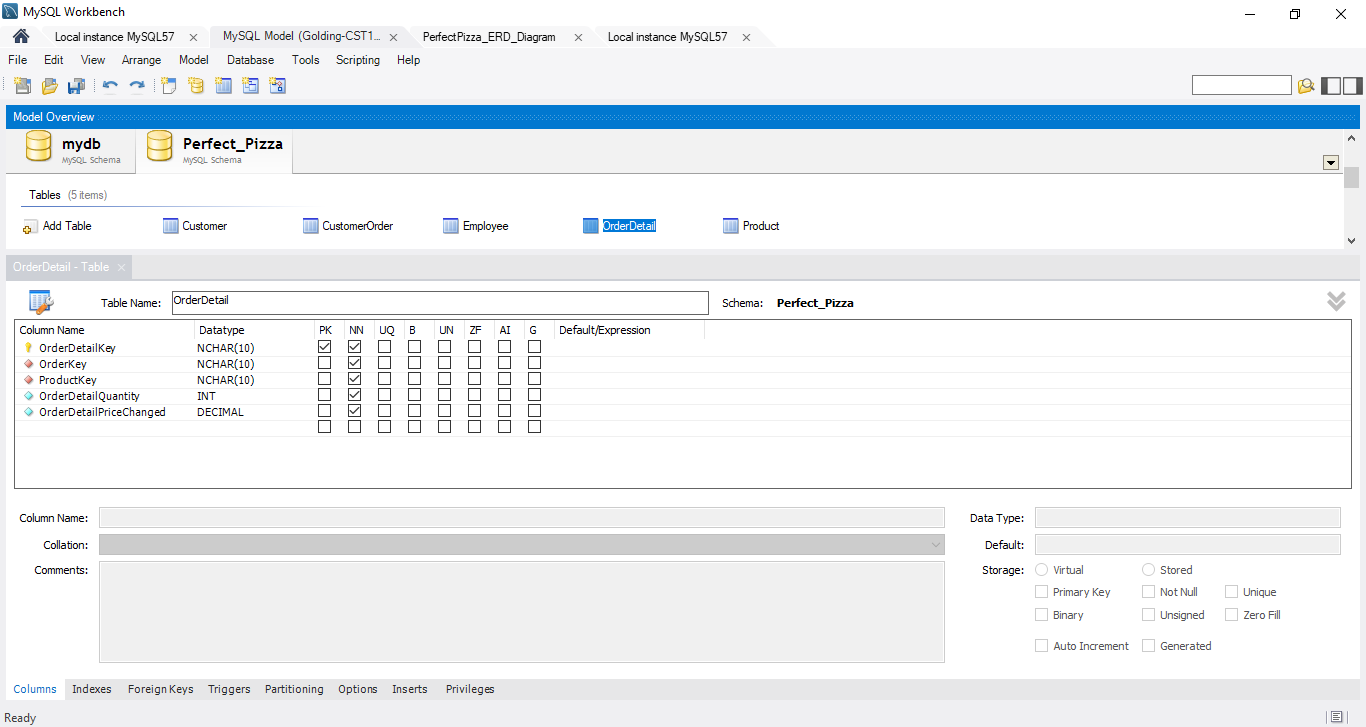 MySQL Workbench
Local instance MySQL57
MySQL Model (Golding-CST1...
PerfectPizza_ERD_Diagram
Local instance MySQL57
File Edit View Arrange Model Database Tools Scripting Help
Model Overview
mydb
MySQL Schema
Perfect_Pizza
MySQL Schema
Tables (5 items)
Add Table Customer CustomerOrder Employee OrderDetail Product
OrderDetail - Table
Table Name: OrderDetail Schema: Perfect_Pizza
Column Name Datatype PK NN UQ B UN ZF AI G Default/Expression
OrderDetailKey NCHAR(10)
OrderKey NCHAR(10)
ProductKey NCHAR(10)
OrderDetailQuantity INT
OrderDetailPriceChanged DECIMAL
Column Name: Data Type:
Collation: Default:
Comments: Storage: Virtual Stored
Primary Key Not Null Unique
Binary Unsigned Zero Fill
Auto Increment Generated
Columns Indexes Foreign Keys Triggers Partitioning Options Inserts Privileges
Ready